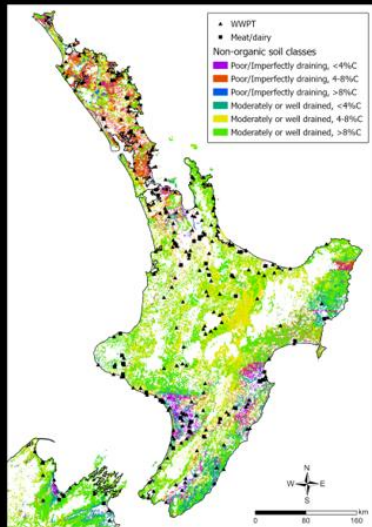 WWPT
Meat/dairy
Non-organic soil classes
Poor/Imperfectly draining, <4%C
Poor/Imperfectly draining, 4-8%C
Poor/Imperfectly draining, >8%C
Moderately or well drained, <4%C
Moderately or well drained, 4-8%C
Moderately or well drained, >8%C
N
W E
S
0 80 160
km